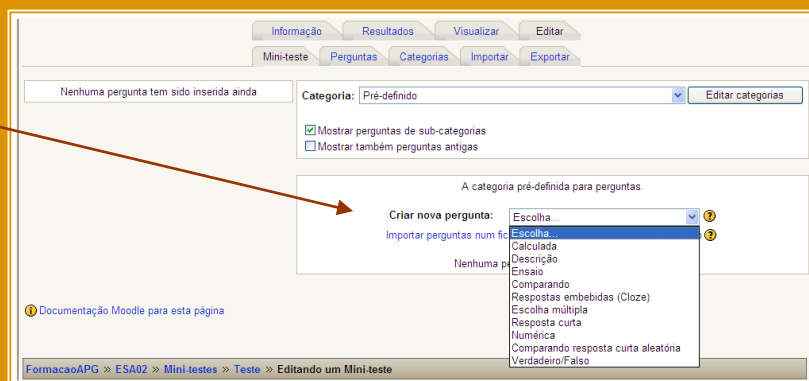 Informação Resultados Visualizar Editar
Mini-teste Perguntas Categorias Importar Exportar
Nenhuma pergunta tem sido inserida ainda
Categoria: Pré-definido Editar categorias
Mostrar perguntas de sub-categorias
Mostrar também perguntas antigas
A categoria pré-definida para perguntas.
Criar nova pergunta: Escolha...
Importar perguntas num
Nenhuma
Escolha...
Calculada
Descrição
Ensaio
Comparando
Respostas embebidas (Cloze)
Escolha múltipla
Resposta curta
Numérica
Comparando resposta curta aleatória
Verdadeiro/Falso
Documentação Moodle para esta página
FormacaoAPG » ESA02 » Mini-testes » Teste » Editando um Mini-teste